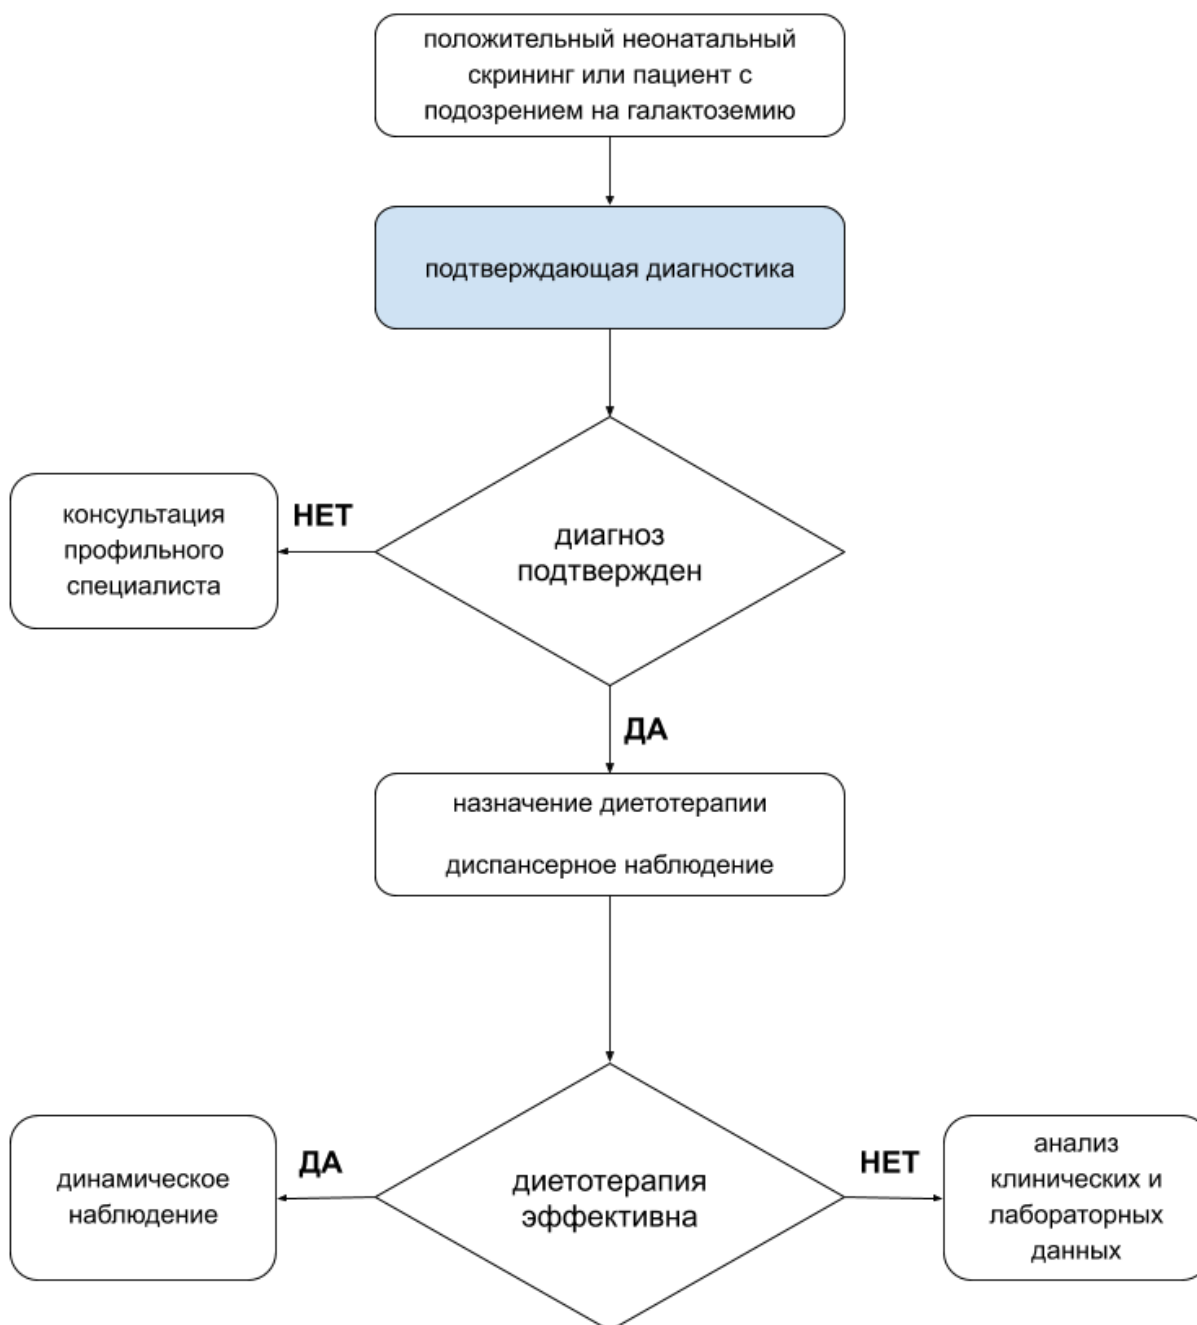 положительный неонатальный
скрининг или пациент с
подозрением на галактоземию
подтверждающая диагностика
диагноз
подтвержден
НЕТ
консультация
профильного
специалиста
ДА
назначение диетотерапии
диспансерное наблюдение
диетотерапия
эффективна
ДА
динамическое
наблюдение
НЕТ
анализ
клинических и
лабораторных
данных